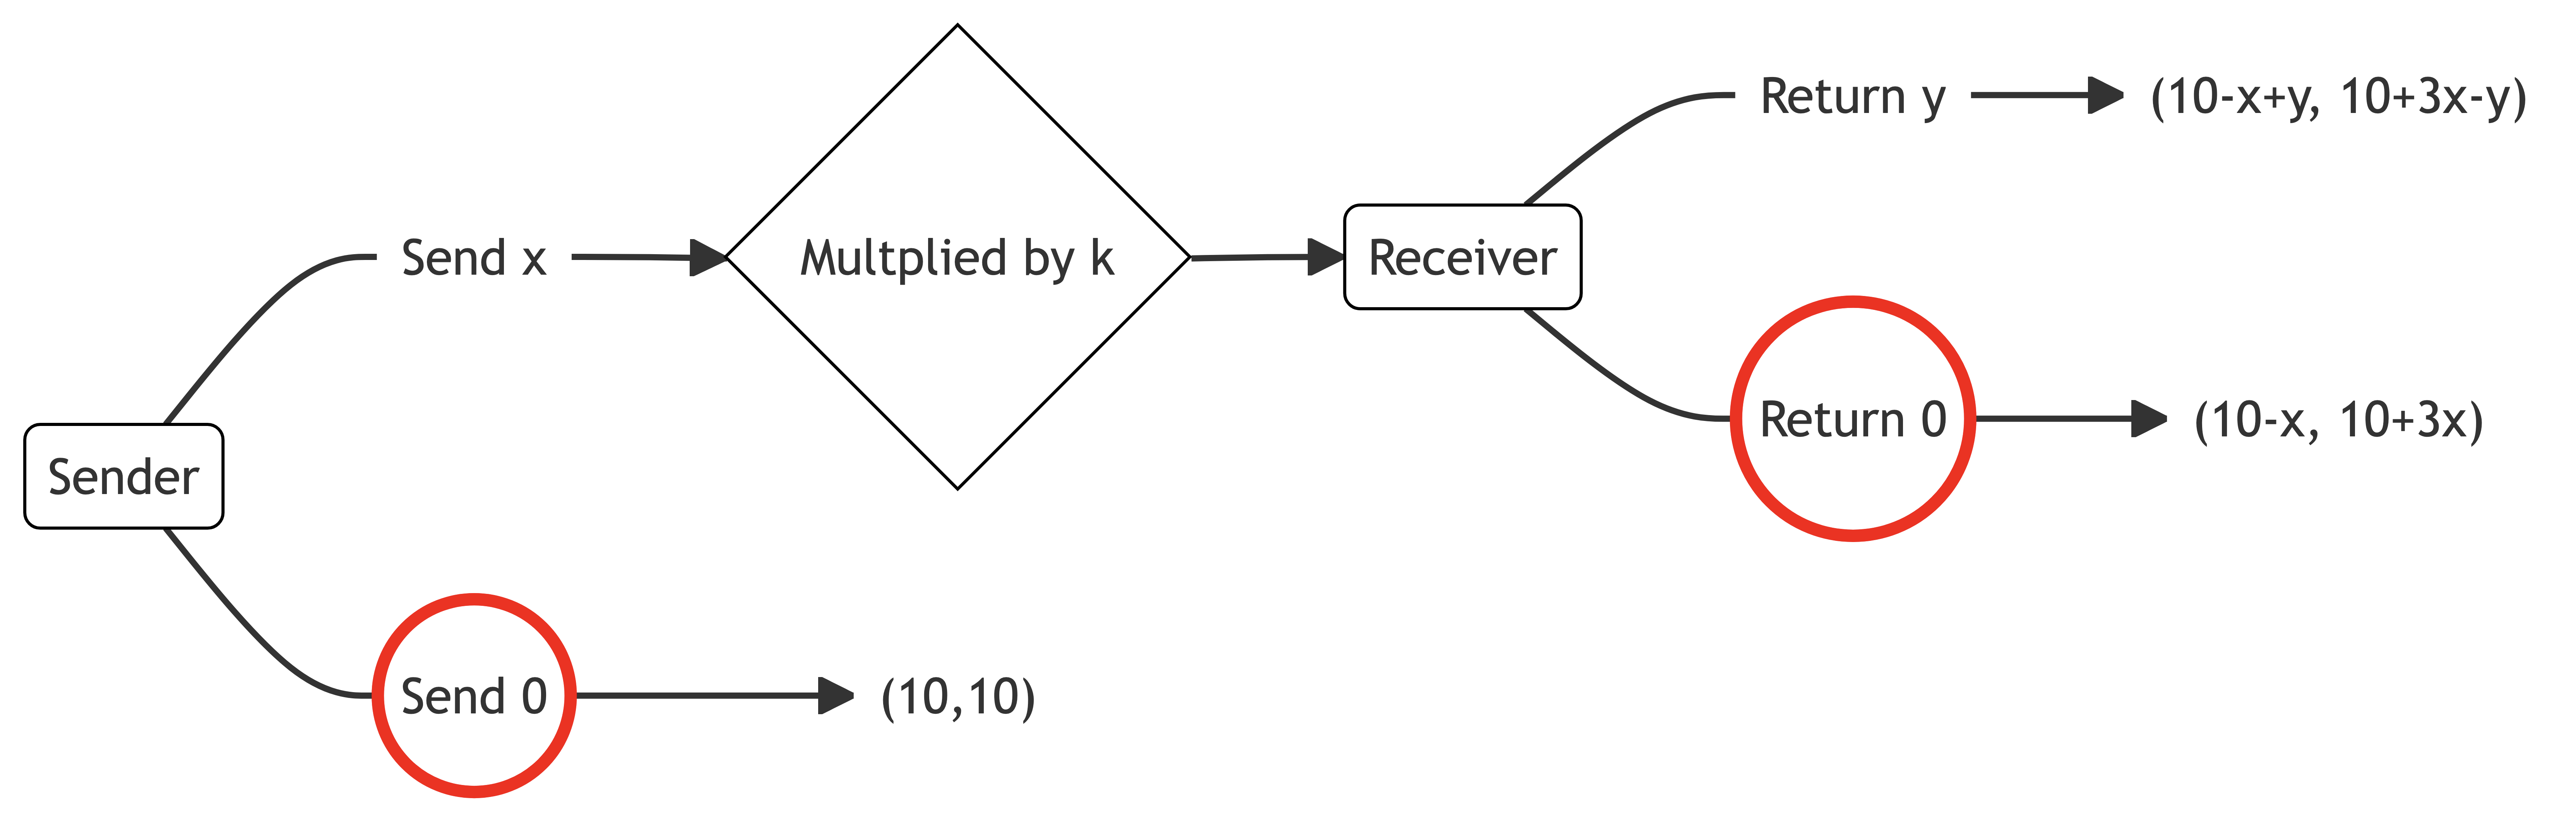 Sender
Send x
Multplied by k
Receiver
Return y
(10-x+y, 10+3x-y)
Return 0
(10-x, 10+3x)
Send 0
(10,10)